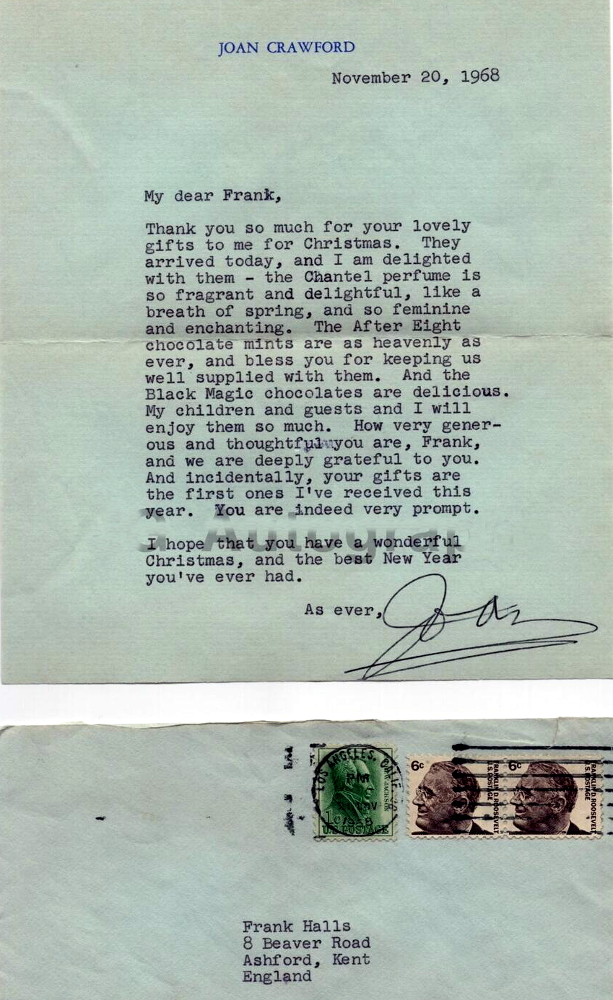 JOAN CRAWFORD
November 20, 1968
My dear Frank,
Thank you so much for your lovely
gifts to me for Christmas. They
arrived today, and I am delighted
with them - the Chantel perfume is
so fragrant and delightful, like a
breath of spring, and so feminine
and enchanting. The After Eight
chocolate mints are as heavenly as
ever, and bless you for keeping us
well supplied with them. And the
Black Magic chocolates are delicious.
My children and guests and I will
enjoy them so much. How very gener-
ous and thoughtful you are, Frank,
and we are deeply grateful to you.
And incidentally, your gifts are
the first ones I've received this
year. You are indeed very prompt.
I hope that you have a wonderful
Christmas, and the best New Year
you've ever had.
As ever,
Joan
LOS ANGELES, CALIF
PM
1968
U.S. POSTAGE
6c
FRANKLIN D. ROOSEVELT
U.S. POSTAGE
6c
FRANKLIN D. ROOSEVELT
U.S. POSTAGE
Frank Halls
8 Beaver Road
Ashford, Kent
England